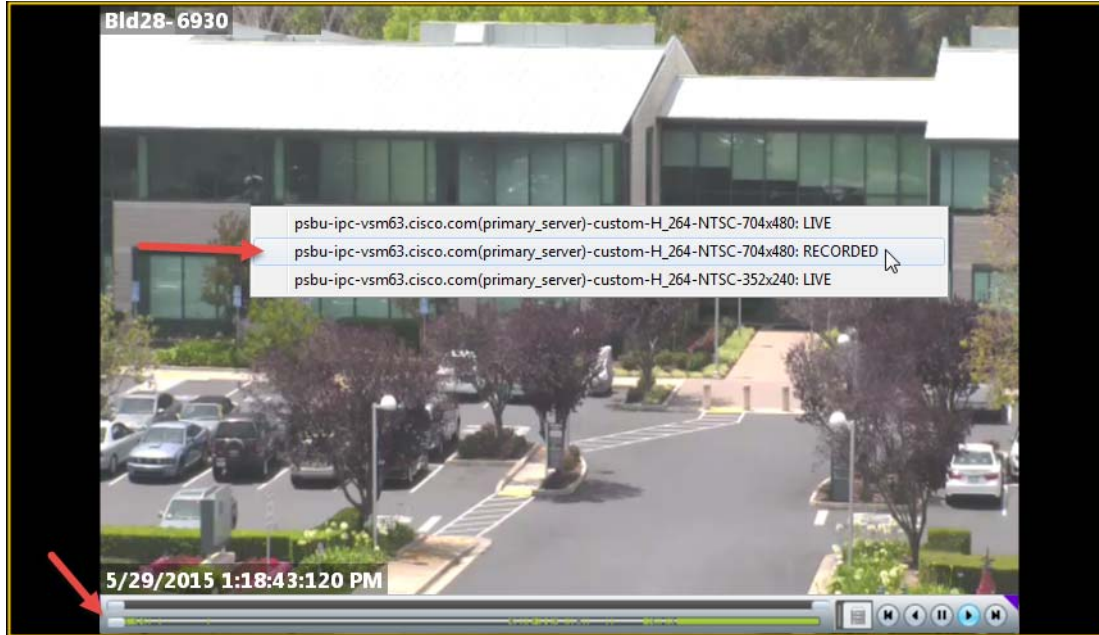 Bld28-6930
psbu-ipc-vsm63.cisco.com(primary_server)-custom-H_264-NTSC-704x480: LIVE
psbu-ipc-vsm63.cisco.com(primary_server)-custom-H_264-NTSC-704x480: RECORDED
psbu-ipc-vsm63.cisco.com(primary_server)-custom-H_264-NTSC-352x240: LIVE
5/29/2015 1:18:43:120 PM